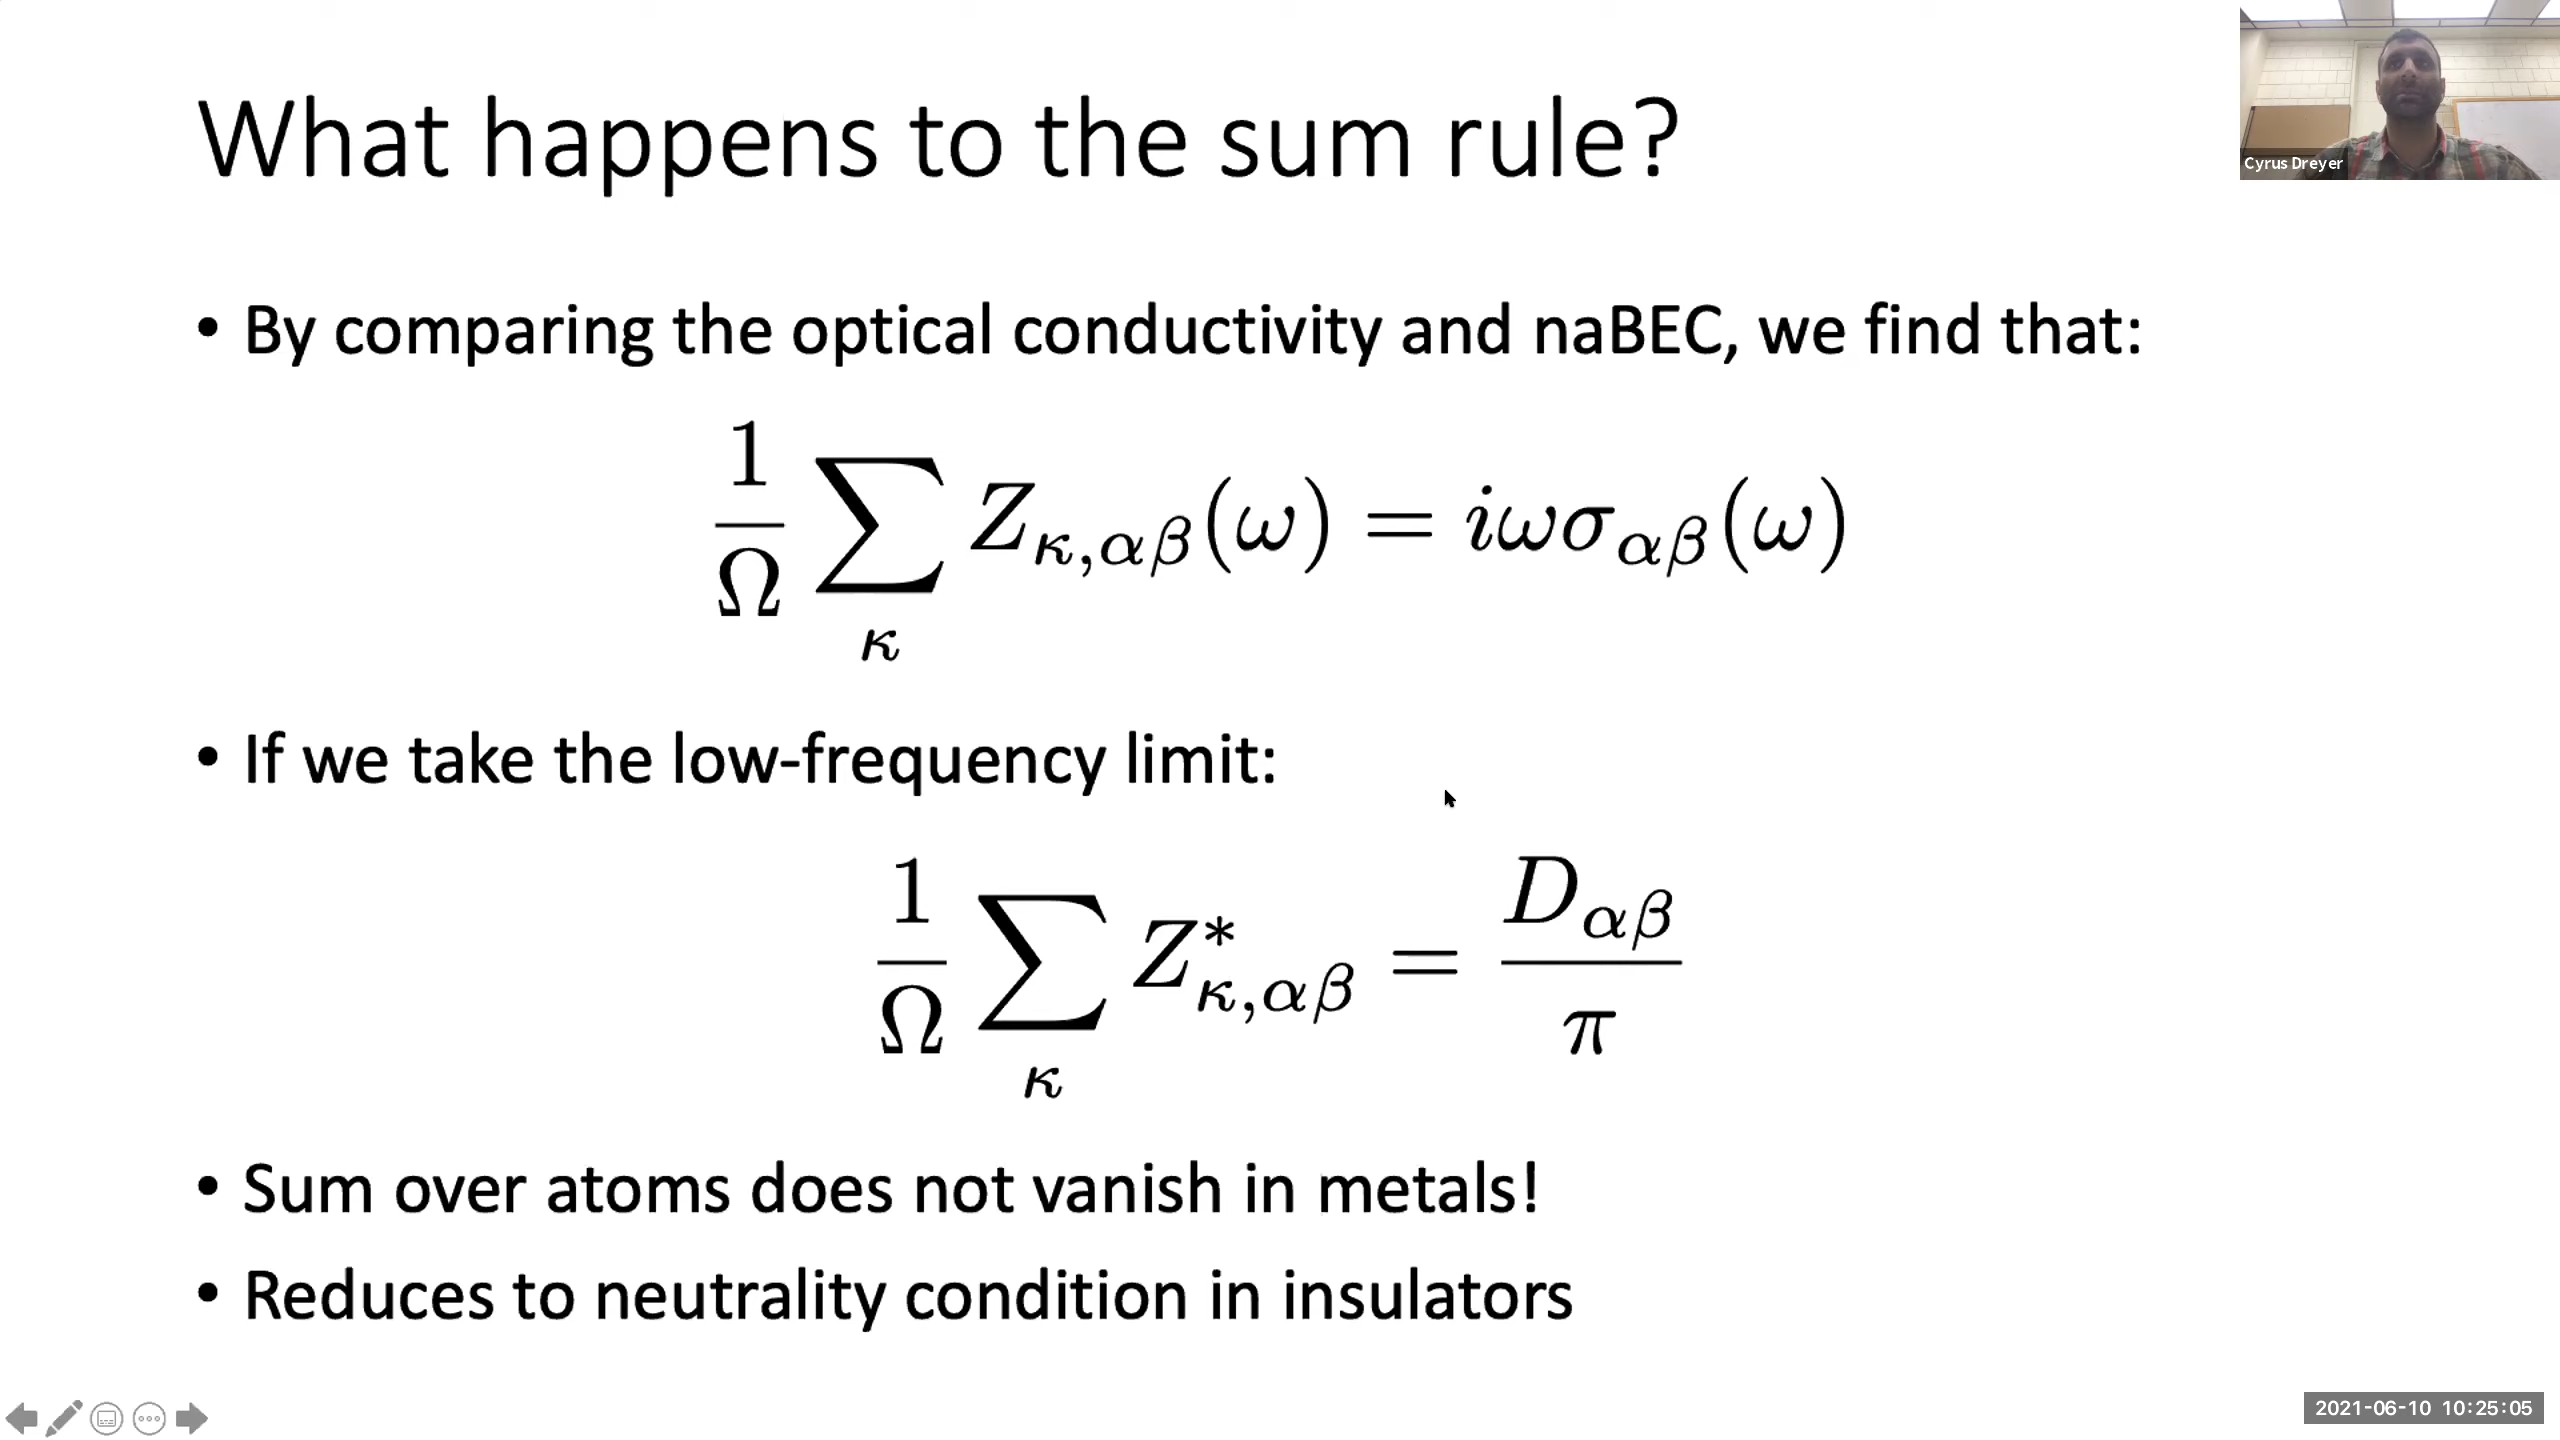 What happens to the sum rule?
Cyrus Dreyer
• By comparing the optical conductivity and naBEC, we find that:
$$\frac{1}{\Omega} \sum_{\kappa} Z_{\kappa,\alpha\beta}(\omega) = i\omega\sigma_{\alpha\beta}(\omega)$$
• If we take the low-frequency limit:
$$\frac{1}{\Omega} \sum_{\kappa} Z^{*}_{\kappa,\alpha\beta} = \frac{D_{\alpha\beta}}{\pi}$$
• Sum over atoms does not vanish in metals!
• Reduces to neutrality condition in insulators
2021-06-10 10:25:05